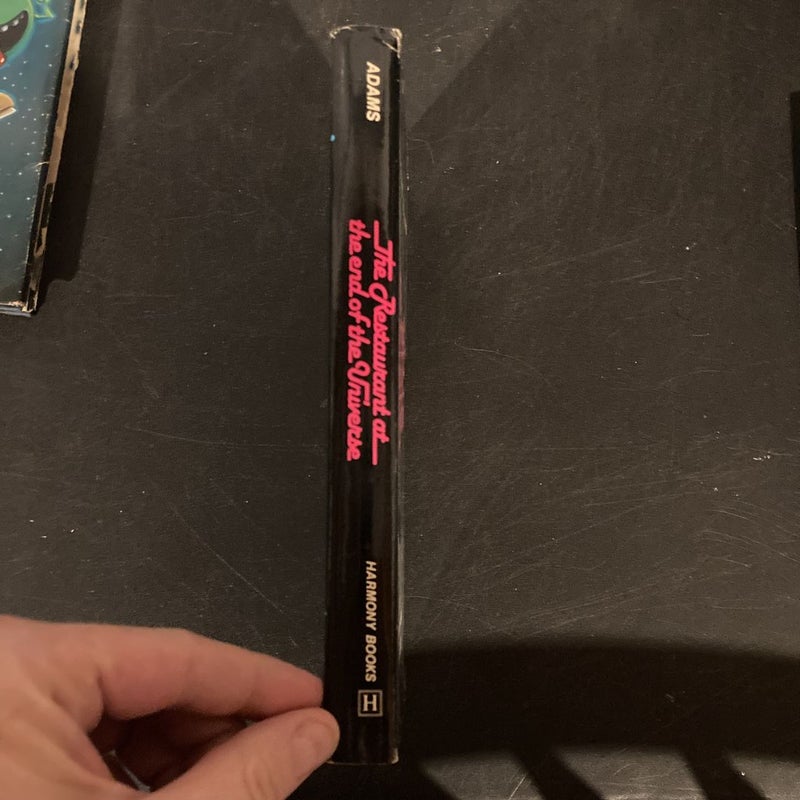 ADAMS
The Restaurant at
the end of the Universe
HARMONY BOOKS
H